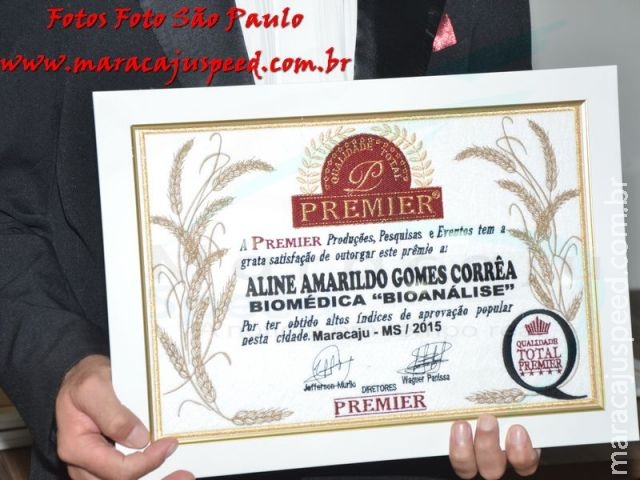 Fotos Foto São Paulo
www.maracajuspeed.com.br
QUALIDADE TOTAL
P
PREMIER®
A PREMIER Produções, Pesquisas e Eventos tem a
grata satisfação de outorgar este prêmio a:
ALINE AMARILDO GOMES CORRÊA
BIOMÉDICA “BIOANÁLISE”
Por ter obtido altos índices de aprovação popular
nesta cidade. Maracaju - MS / 2015
Jefferson Murilo DIRETORES Wagner Parissa
PREMIER
QUALIDADE
TOTAL
PREMIER
maracajuspeed.com.br